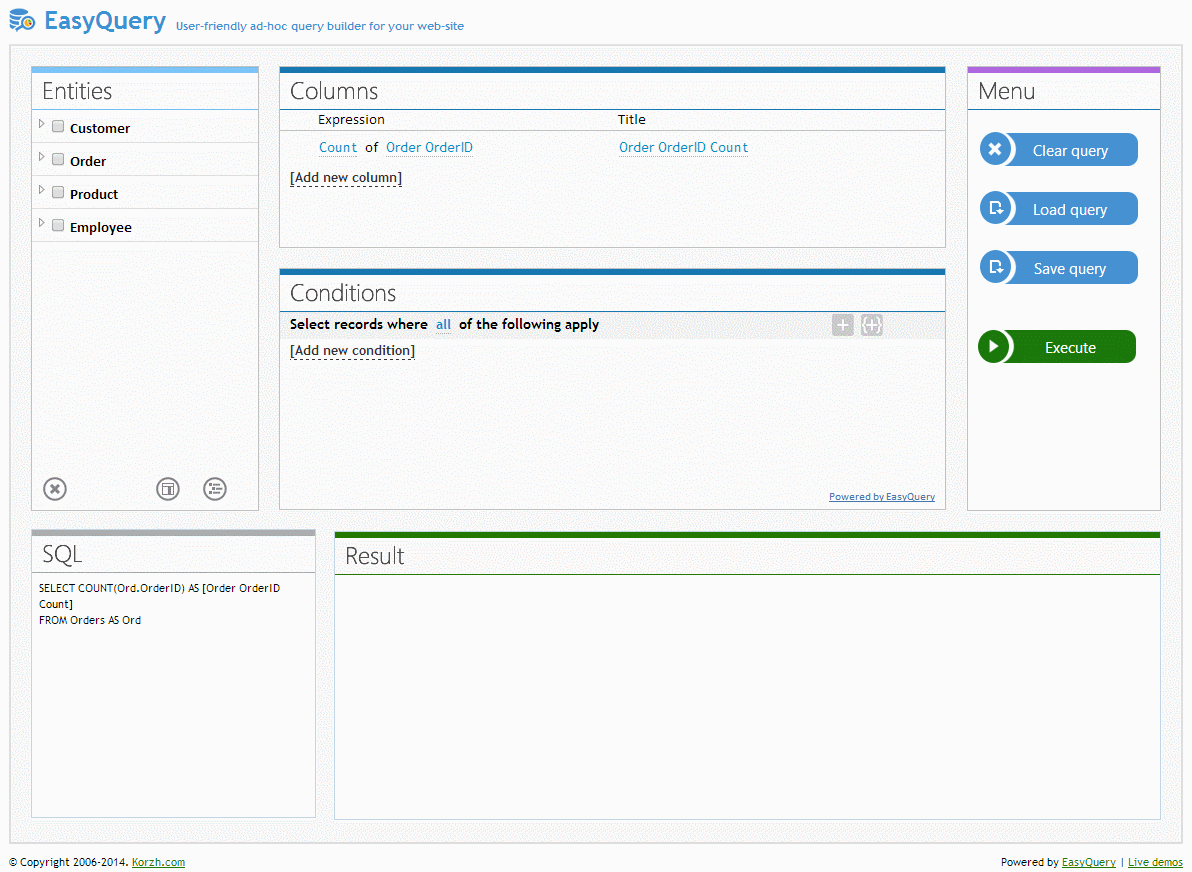 EasyQuery User-friendly ad-hoc query builder for your web-site
Entities
Customer
Order
Product
Employee
Columns
Expression Title
Count of Order OrderID Order OrderID Count
[Add new column]
Conditions
Select records where all of the following apply
[Add new condition]
Powered by EasyQuery
Menu
Clear query
Load query
Save query
Execute
SQL
SELECT COUNT(Ord.OrderID) AS [Order OrderID
Count]
FROM Orders AS Ord
Result
© Copyright 2006-2014. Korzh.com
Powered by EasyQuery | Live demos